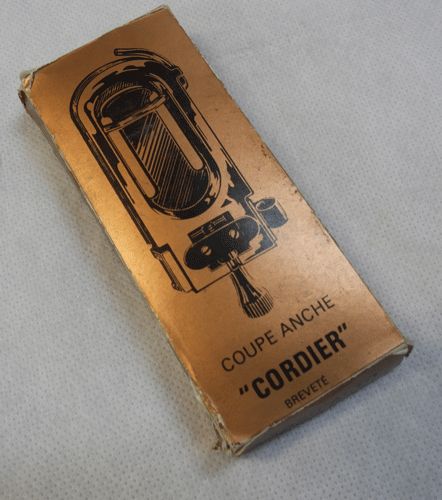 COUPE ANCHE
"CORDIER"
BREVETÉ